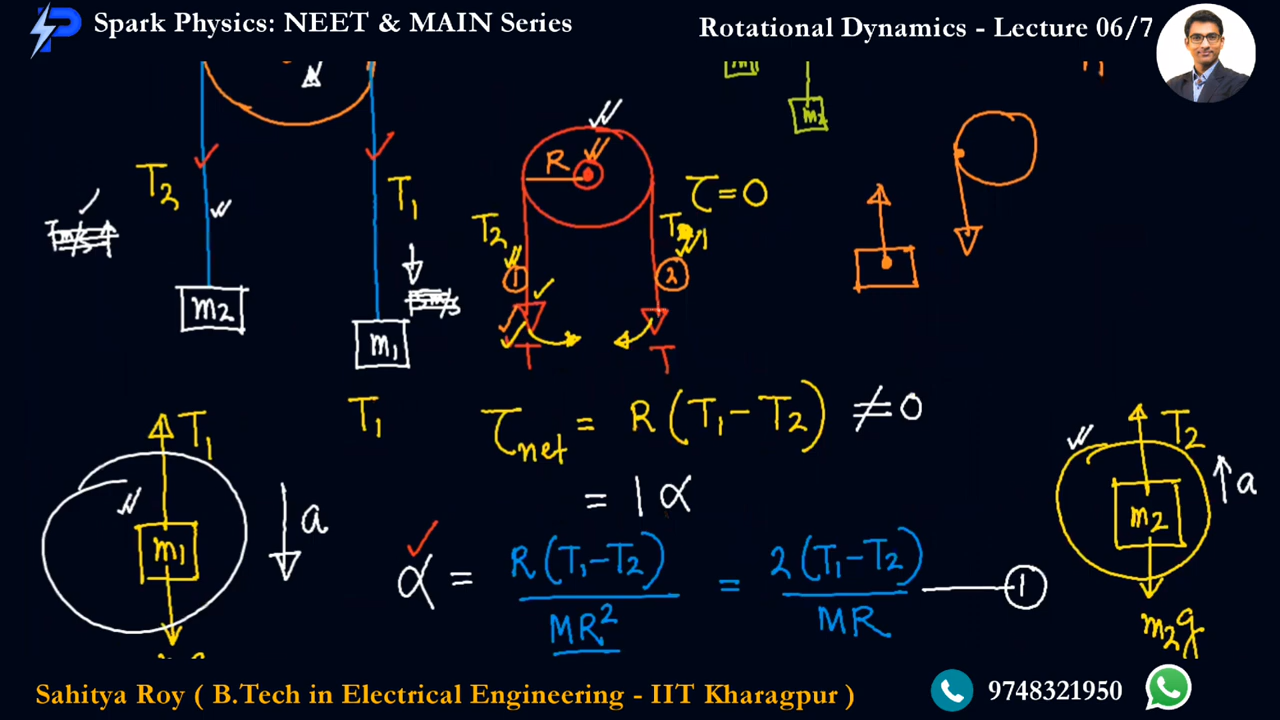 Spark Physics: NEET & MAIN Series
Rotational Dynamics - Lecture 06/7
m2
R
τ=0
T2
T1
T2
1
2
m2
m1
T
T
T1
T1
τnet = R(T1-T2) ≠0
= Iα
T2
a
m1
a
m2
α = R(T1-T2) / MR² = 2(T1-T2) / MR — 1
m2g
Sahitya Roy ( B.Tech in Electrical Engineering - IIT Kharagpur )
9748321950